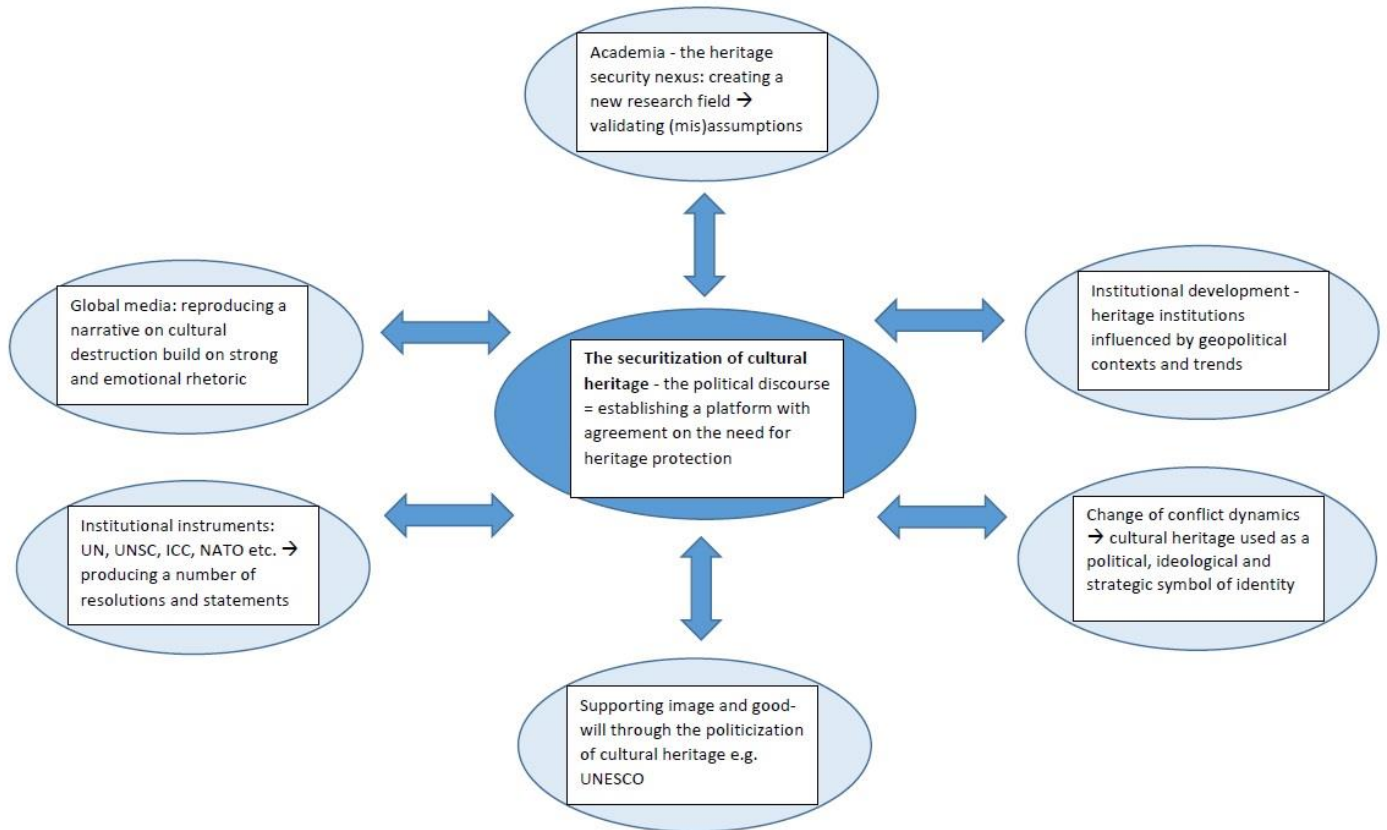 Academia - the heritage
security nexus: creating a
new research field →
validating (mis)assumptions
Global media: reproducing a
narrative on cultural
destruction build on strong
and emotional rhetoric
Institutional development -
heritage institutions
influenced by geopolitical
contexts and trends
The securitization of cultural
heritage - the political discourse
= establishing a platform with
agreement on the need for
heritage protection
Institutional instruments:
UN, UNSC, ICC, NATO etc. →
producing a number of
resolutions and statements
Change of conflict dynamics
→ cultural heritage used as a
political, ideological and
strategic symbol of identity
Supporting image and good-
will through the politicization
of cultural heritage e.g.
UNESCO